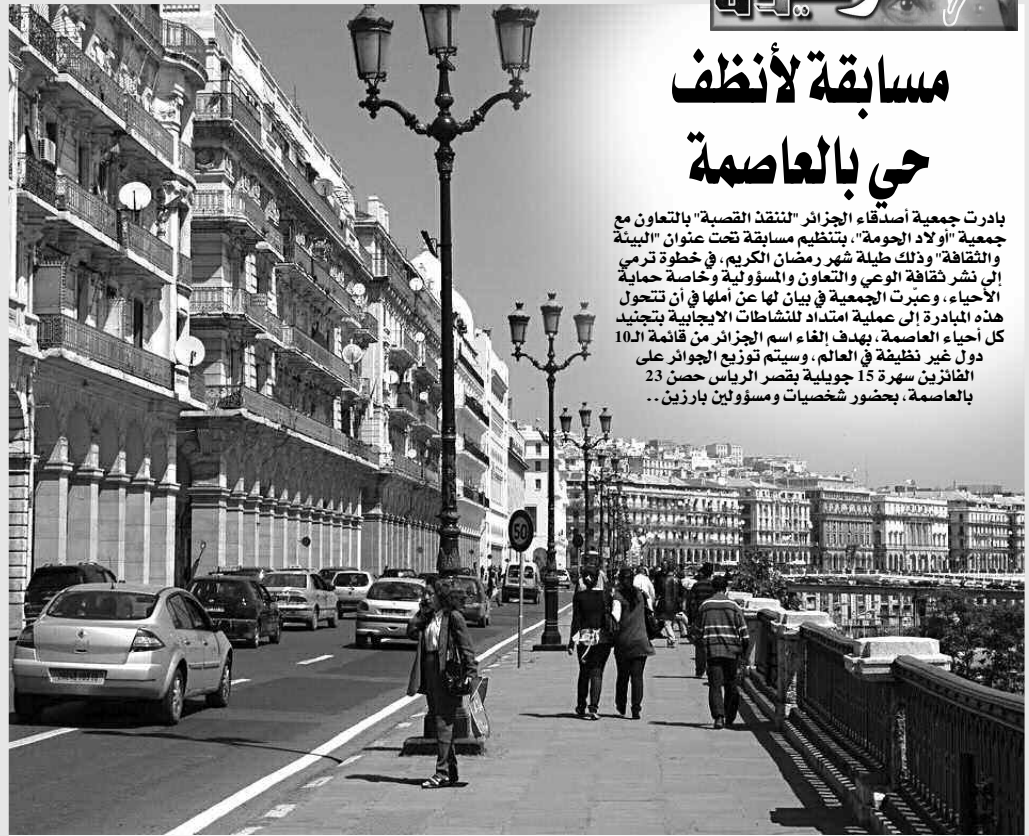 مسابقة لأنظف
حي بالعاصمة
بادرت جمعية أصدقاء الجزائر "لننقذ القصبة" بالتعاون مع
جمعية "أولاد الحومة"، بتنظيم مسابقة تحت عنوان "البيئة
والثقافة" وذلك طيلة شهر رمضان الكريم، في خطوة ترمي
إلى نشر ثقافة الوعي والتعاون والمسؤولية وخاصة حماية
الأحياء، وعبّرت الجمعية في بيان لها عن أملها في أن تتحول
هذه المبادرة إلى عملية امتداد للنشاطات الايجابية بتجنيد
كل أحياء العاصمة، بهدف إلغاء اسم الجزائر من قائمة الـ10
دول غير نظيفة في العالم، وسيتم توزيع الجوائر على
الفائزين سهرة 15 جويلية بقصر الرياس حصن 23
بالعاصمة، بحضور شخصيات ومسؤولين بارزين..
50